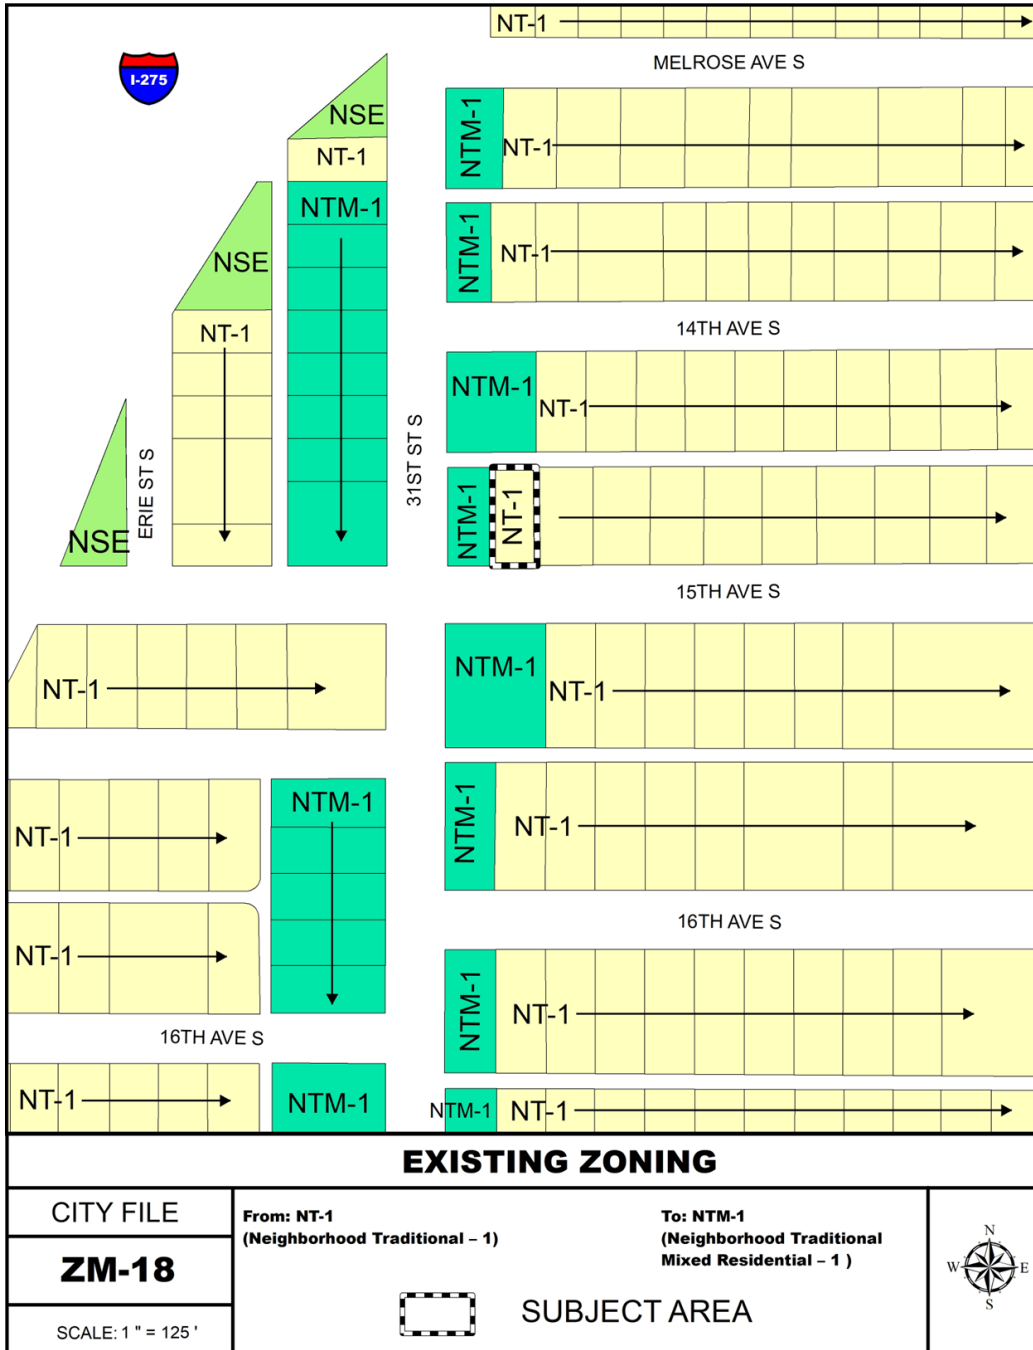 NT-1
MELROSE AVE S
I-275
NSE
NT-1
NTM-1
NTM-1
NT-1
NSE
NT-1
NTM-1
NT-1
14TH AVE S
NTM-1
NT-1
ERIE ST S
31ST ST S
NSE
NTM-1
NT-1
15TH AVE S
NT-1
NTM-1
NT-1
NT-1
NTM-1
NTM-1
NT-1
NT-1
16TH AVE S
16TH AVE S
NTM-1
NT-1
NT-1
NTM-1
NTM-1
NT-1
EXISTING ZONING
CITY FILE
ZM-18
SCALE: 1 " = 125 '
From: NT-1
(Neighborhood Traditional – 1)
To: NTM-1
(Neighborhood Traditional
Mixed Residential – 1 )
SUBJECT AREA
N
W
E
S